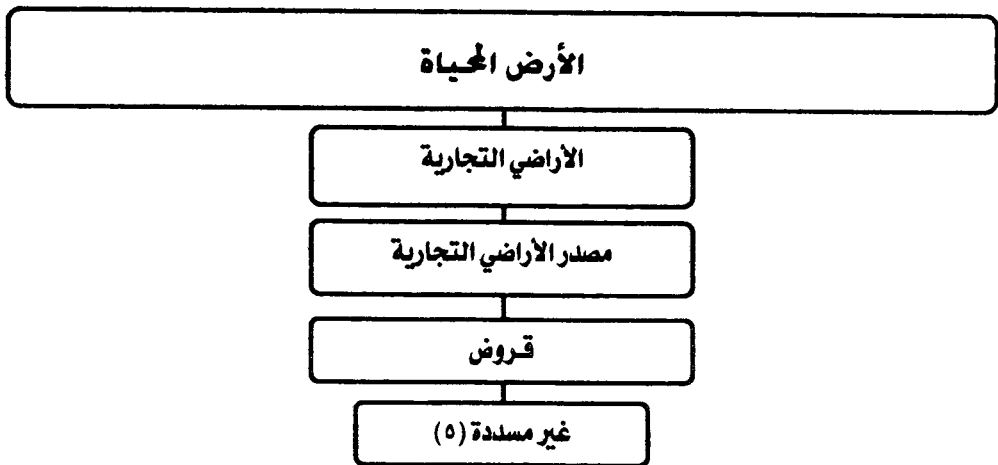 الأرض المحياة
الأراضي التجارية
مصدر الأراضي التجارية
قروض
غير مسددة (٥)